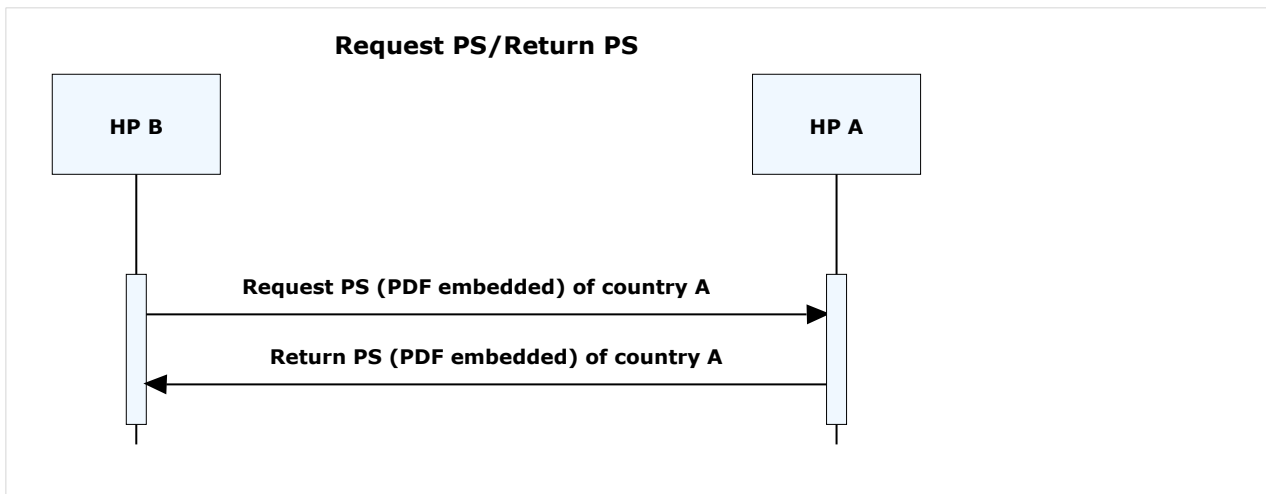 Request PS/Return PS
HP B
HP A
Request PS (PDF embedded) of country A
Return PS (PDF embedded) of country A